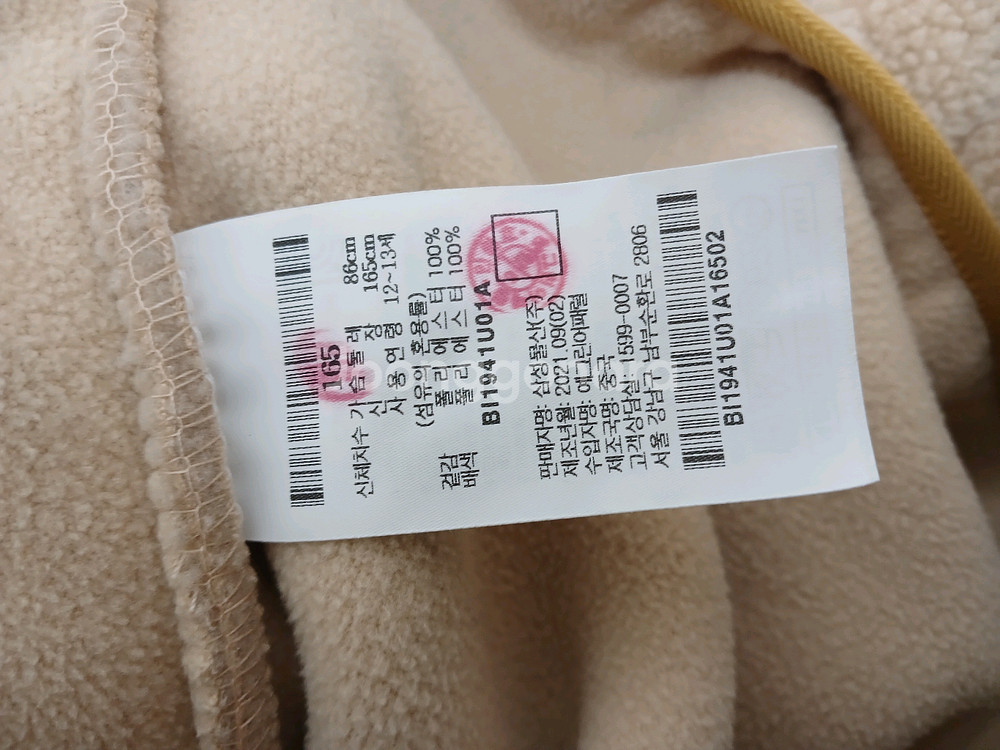 165
신체치수 가슴둘레 86cm
신장 165cm
사용연령 12~13세
(섬유의 혼용률)
겉감 폴리에스터 100%
배색 폴리에스터 100%
BI1941U01A
판매자명: 삼성물산(주)
제조년월: 2021.09(02)
수입자명: 에그린어패럴
제조국명: 중국
고객상담실: 1599-0007
서울 강남구 남부순환로 2806
BI1941U01A16502